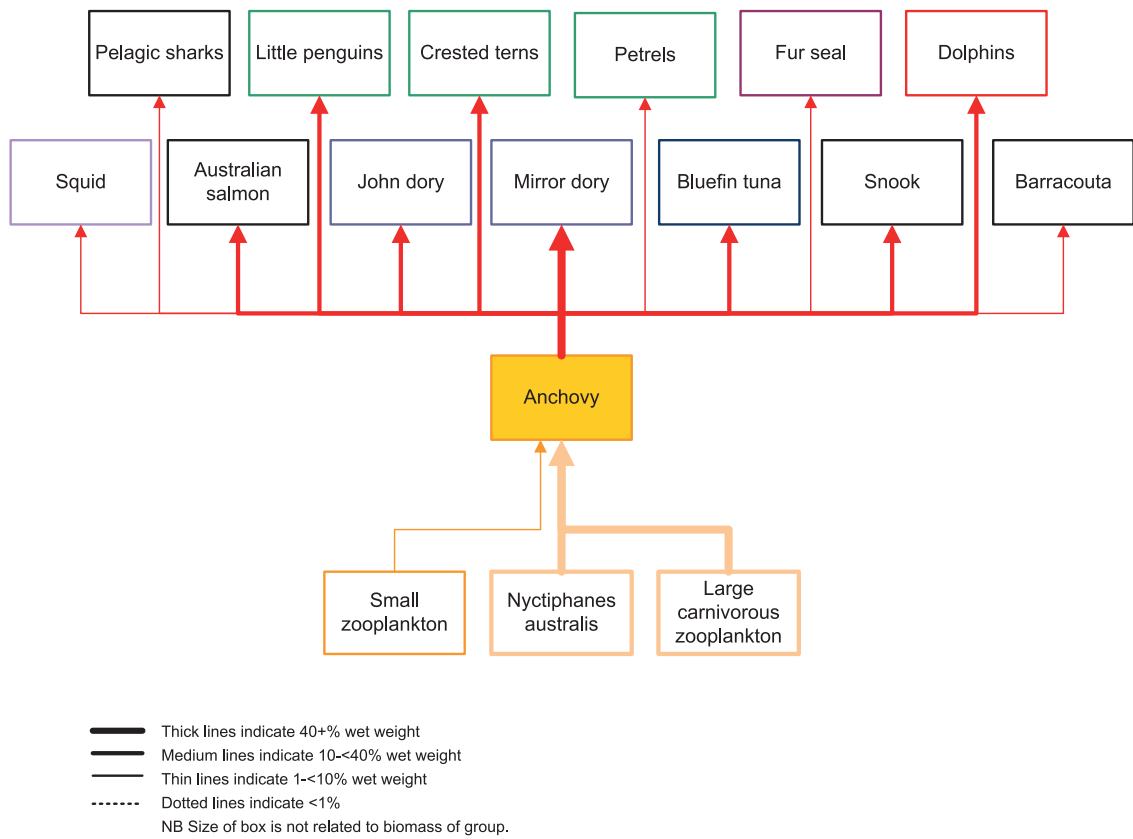 Pelagic sharks
Little penguins
Crested terns
Petrels
Fur seal
Dolphins
Squid
Australian
salmon
John dory
Mirror dory
Bluefin tuna
Snook
Barracouta
Anchovy
Small
zooplankton
Nyctiphanes
australis
Large
carnivorous
zooplankton
Thick lines indicate 40+% wet weight
Medium lines indicate 10-<40% wet weight
Thin lines indicate 1-<10% wet weight
Dotted lines indicate <1%
NB Size of box is not related to biomass of group.